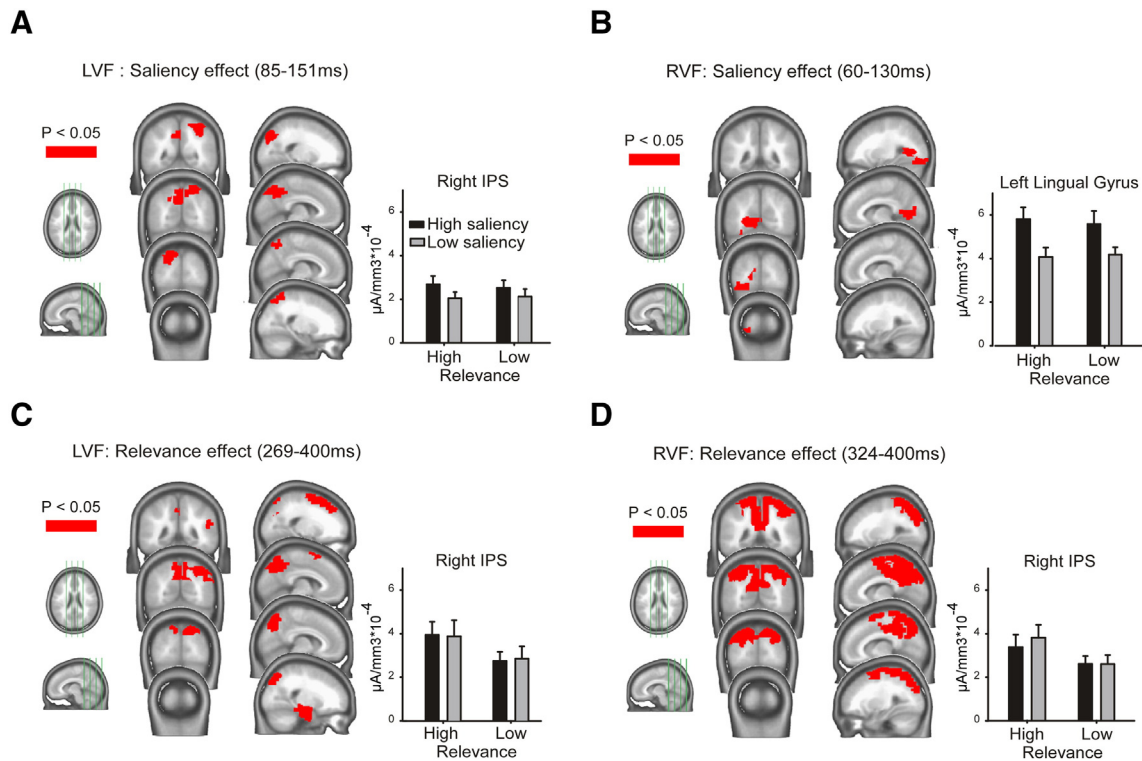 A
LVF : Saliency effect (85-151ms)
P < 0.05
Right IPS
High saliency
Low saliency
6
4
2
0
µA/mm3*10-4
High
Low
Relevance
B
RVF: Saliency effect (60-130ms)
P < 0.05
Left Lingual Gyrus
6
4
2
0
µA/mm3*10-4
High
Low
Relevance
C
LVF: Relevance effect (269-400ms)
P < 0.05
Right IPS
6
4
2
0
µA/mm3*10-4
High
Low
Relevance
D
RVF: Relevance effect (324-400ms)
P < 0.05
Right IPS
6
4
2
0
µA/mm3*10-4
High
Low
Relevance